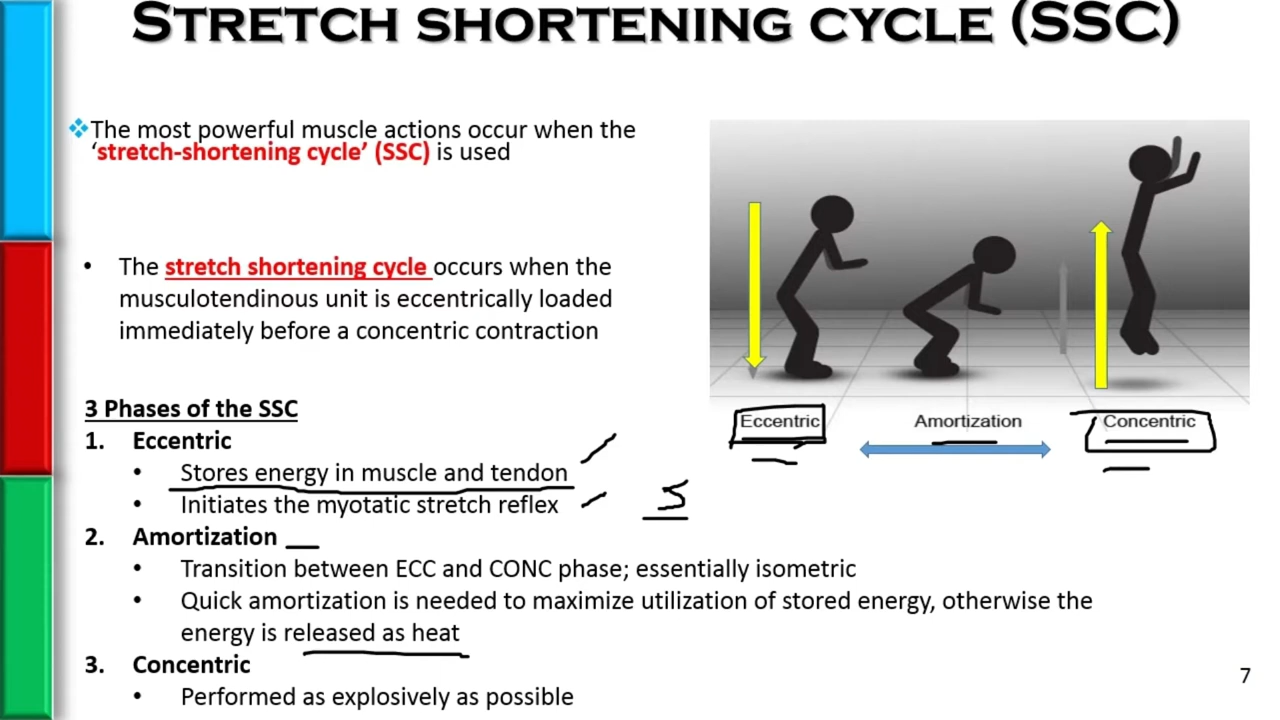 STRETCH SHORTENING CYCLE (SSC)
❖The most powerful muscle actions occur when the
‘stretch-shortening cycle’ (SSC) is used
• The stretch shortening cycle occurs when the
musculotendinous unit is eccentrically loaded
immediately before a concentric contraction
Eccentric Amortization Concentric
3 Phases of the SSC
1. Eccentric
• Stores energy in muscle and tendon
• Initiates the myotatic stretch reflex
2. Amortization
• Transition between ECC and CONC phase; essentially isometric
• Quick amortization is needed to maximize utilization of stored energy, otherwise the
energy is released as heat
3. Concentric
• Performed as explosively as possible
7